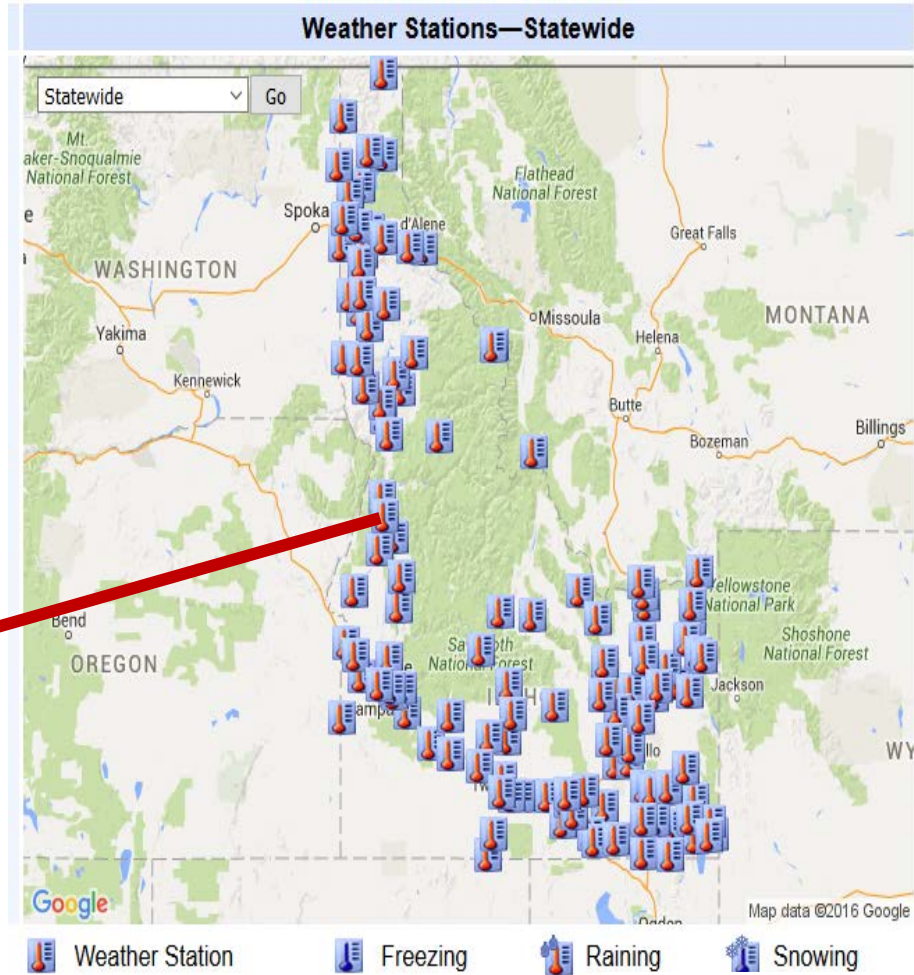 Weather Stations—Statewide
Statewide
Go
Mt.
aker-Snoqualmie
National Forest
Flathead
National Forest
Spoka
d'Alene
Great Falls
WASHINGTON
Missoula
MONTANA
Helena
Yakima
Kennewick
Butte
Bozeman
Billings
Yellowstone
National Park
Bend
OREGON
Shoshone
National Forest
Jackson
WY
Google
Map data ©2016 Google
Weather Station
Freezing
Raining
Snowing